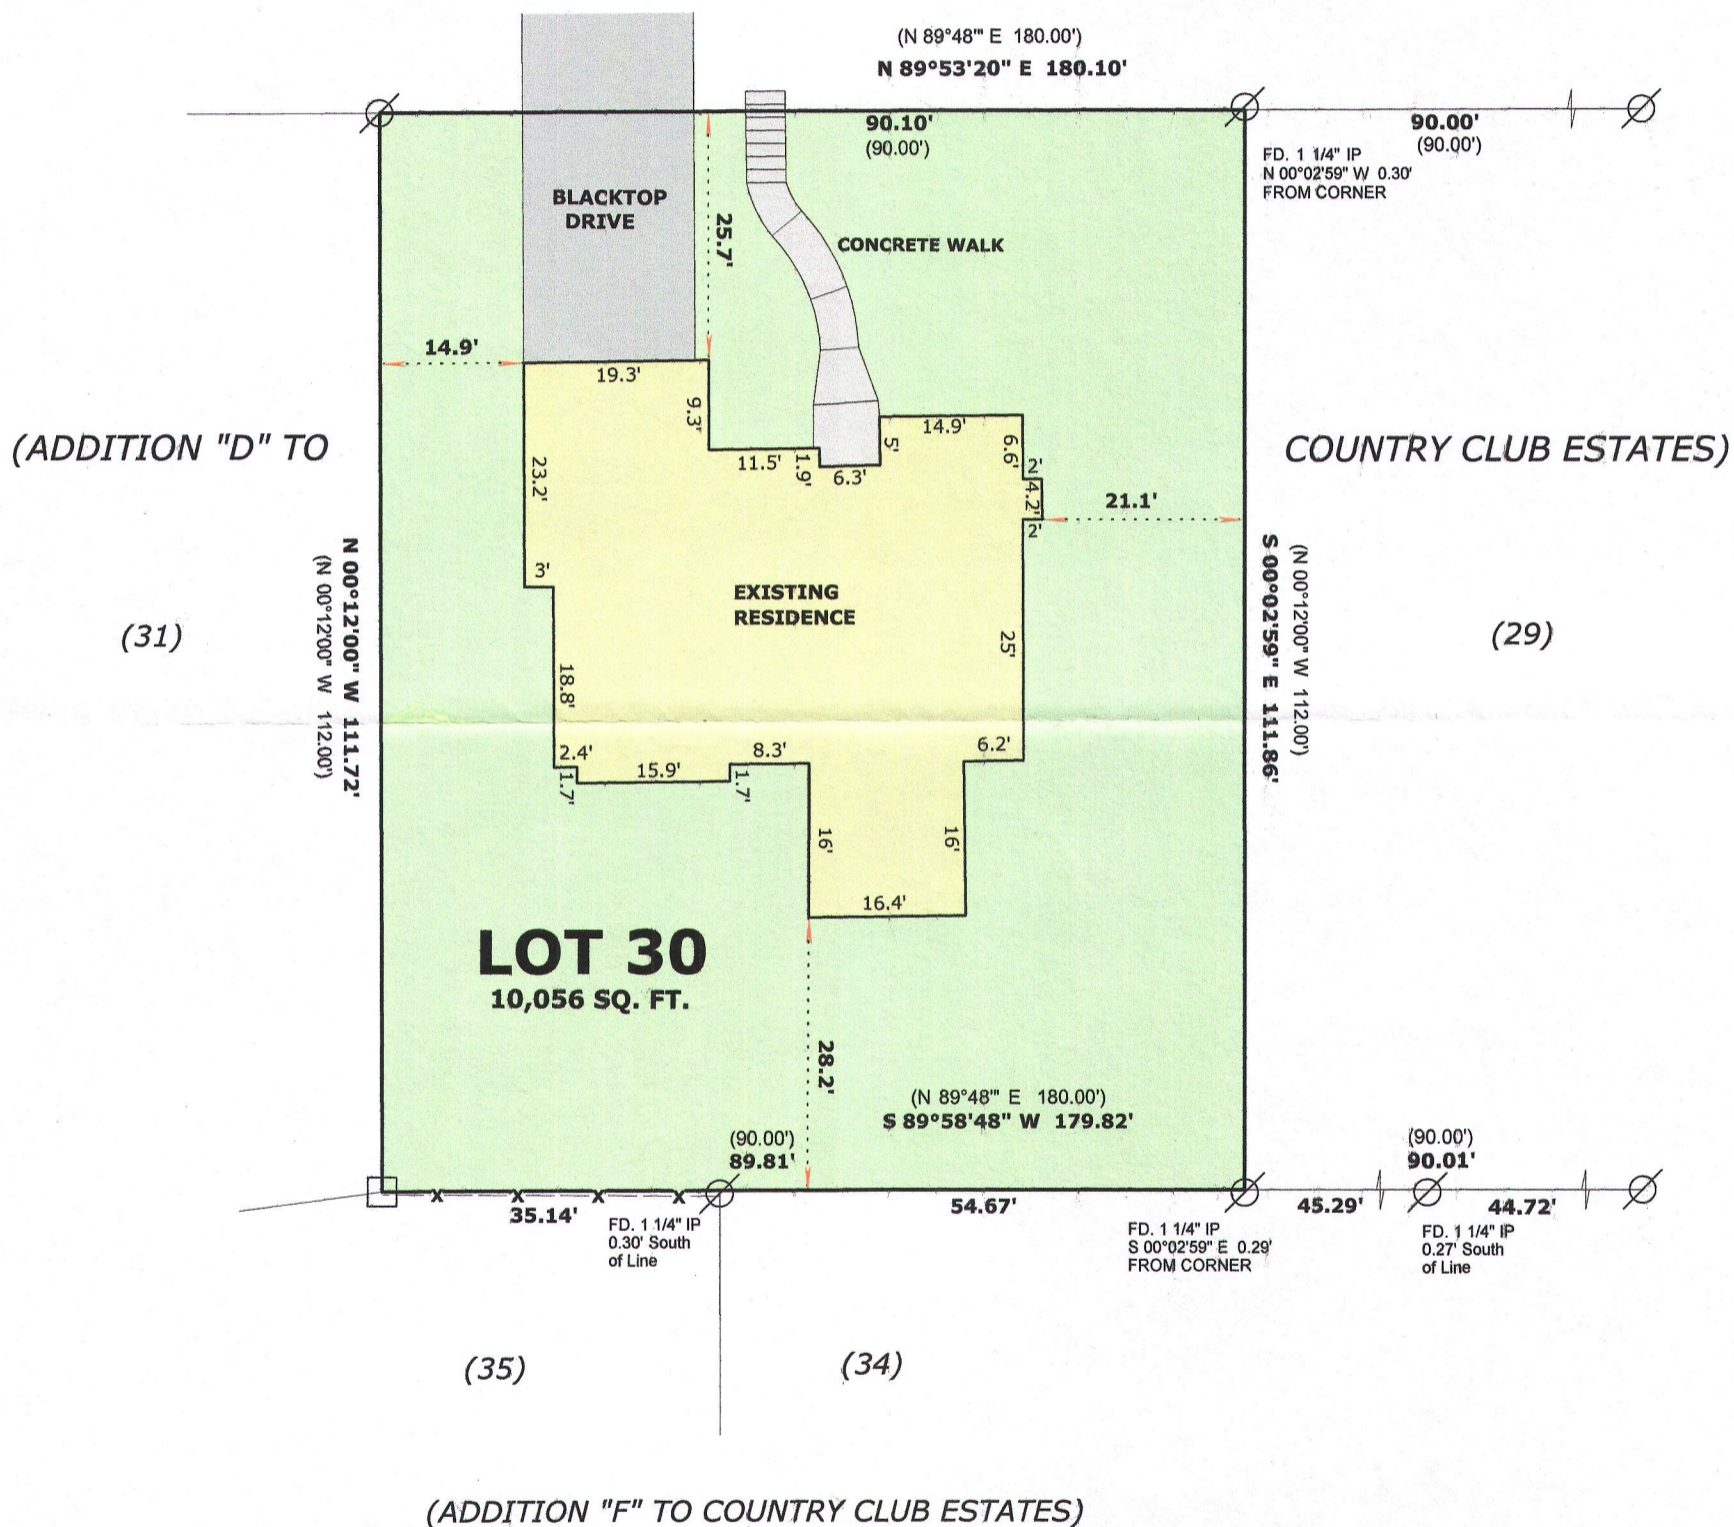 (N 89°48'" E 180.00')
N 89°53'20" E 180.10'
90.10'
(90.00')
90.00'
(90.00')
FD. 1 1/4" IP
N 00°02'59" W 0.30'
FROM CORNER
BLACKTOP
DRIVE
25.7'
CONCRETE WALK
14.9'
19.3'
9.3'
11.5'
1.9'
6.3'
5'
14.9'
6.6'
2'
4.2'
2'
21.1'
(ADDITION "D" TO
COUNTRY CLUB ESTATES)
23.2'
3'
EXISTING
RESIDENCE
25'
(31)
(29)
N 00°12'00" W 111.72'
(N 00°12'00" W 112.00')
S 00°02'59" E 111.86'
(N 00°12'00" W 112.00')
18.8'
2.4'
1.7'
15.9'
1.7'
8.3'
6.2'
16'
16'
16.4'
LOT 30
10,056 SQ. FT.
28.2'
(N 89°48'" E 180.00')
S 89°58'48" W 179.82'
(90.00')
89.81'
(90.00')
90.01'
x x x x
35.14'
54.67'
45.29'
44.72'
FD. 1 1/4" IP
0.30' South
of Line
FD. 1 1/4" IP
S 00°02'59" E 0.29'
FROM CORNER
FD. 1 1/4" IP
0.27' South
of Line
(35)
(34)
(ADDITION "F" TO COUNTRY CLUB ESTATES)